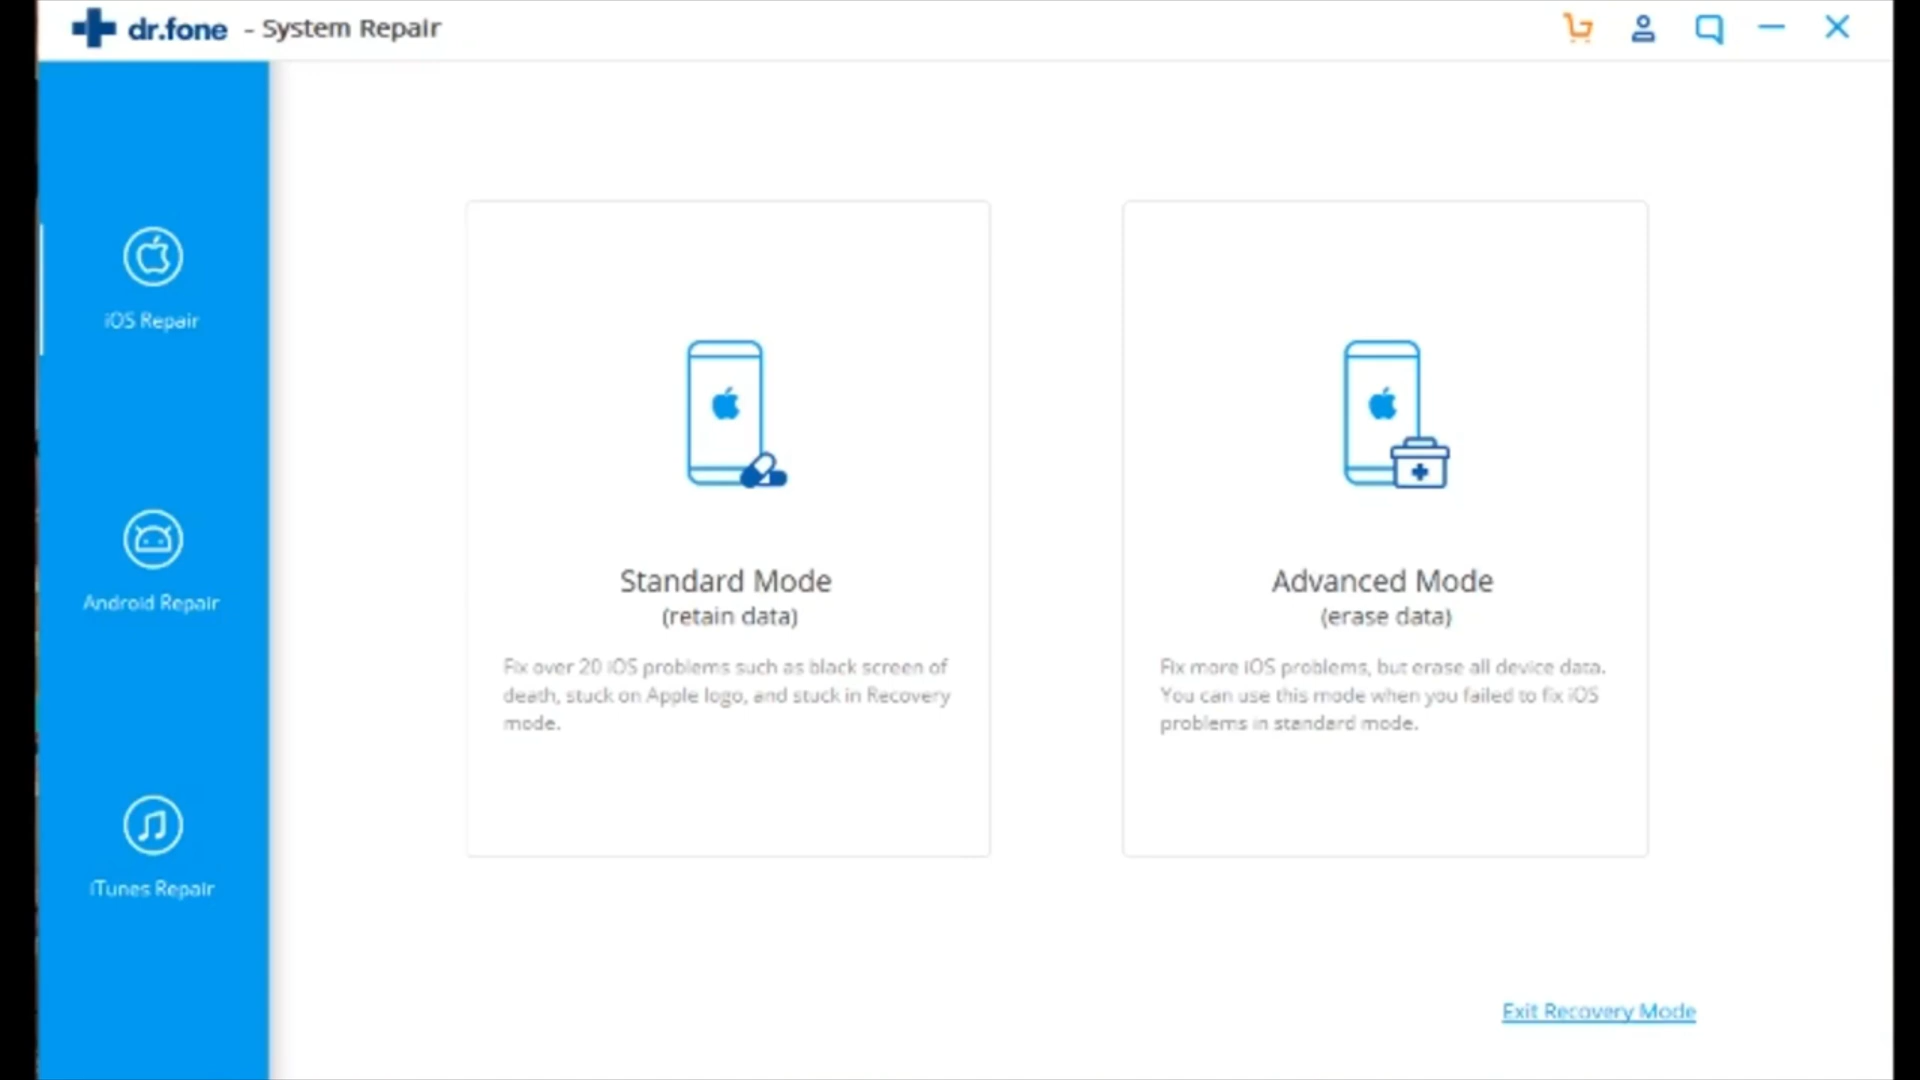 dr.fone - System Repair
iOS Repair
Android Repair
iTunes Repair
Standard Mode
(retain data)
Fix over 20 iOS problems such as black screen of
death, stuck on Apple logo, and stuck in Recovery
mode.
Advanced Mode
(erase data)
Fix more iOS problems, but erase all device data.
You can use this mode when you failed to fix iOS
problems in standard mode.
Exit Recovery Mode